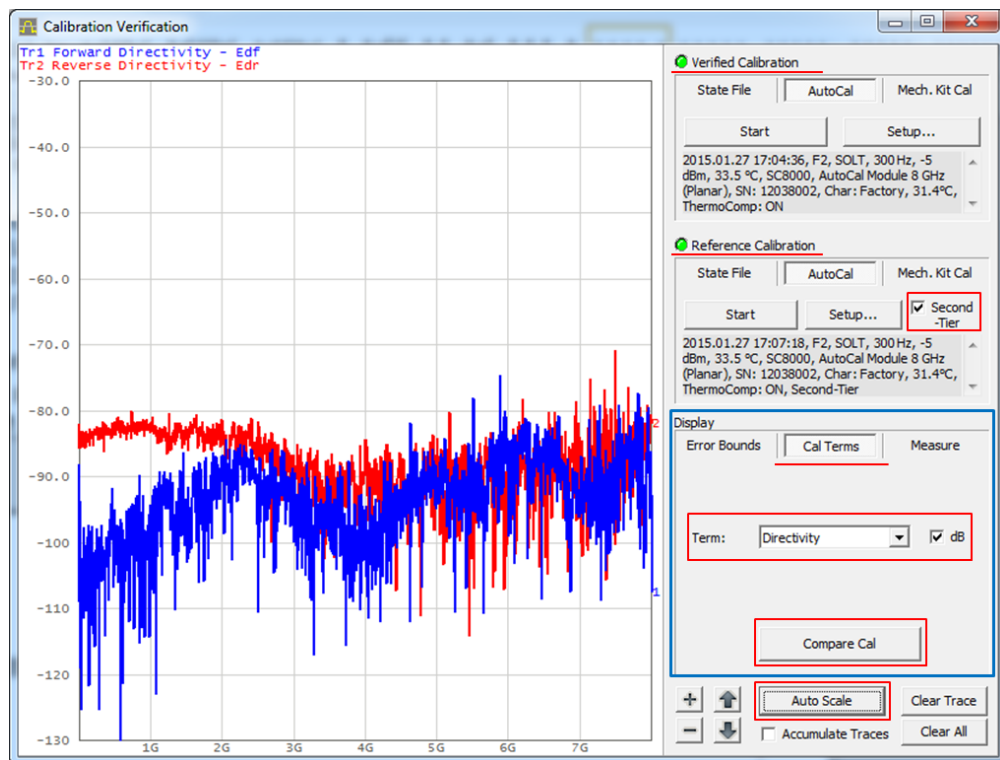 Calibration Verification
Tr1 Forward Directivity - Edf
Tr2 Reverse Directivity - Edr
-30.0
-40.0
-50.0
-60.0
-70.0
-80.0
-90.0
-100
-110
-120
-130
1G 2G 3G 4G 5G 6G 7G
2
1
Verified Calibration
State File AutoCal Mech. Kit Cal
Start Setup...
2015.01.27 17:04:36, F2, SOLT, 300 Hz, -5
dBm, 33.5 ºC, SC8000, AutoCal Module 8 GHz
(Planar), SN: 12038002, Char: Factory, 31.4ºC,
ThermoComp: ON
Reference Calibration
State File AutoCal Mech. Kit Cal
Start Setup... Second
-Tier
2015.01.27 17:07:18, F2, SOLT, 300 Hz, -5
dBm, 33.5 ºC, SC8000, AutoCal Module 8 GHz
(Planar), SN: 12038002, Char: Factory, 31.4ºC,
ThermoComp: ON, Second-Tier
Display
Error Bounds Cal Terms Measure
Term: Directivity dB
Compare Cal
Auto Scale Clear Trace
Accumulate Traces Clear All